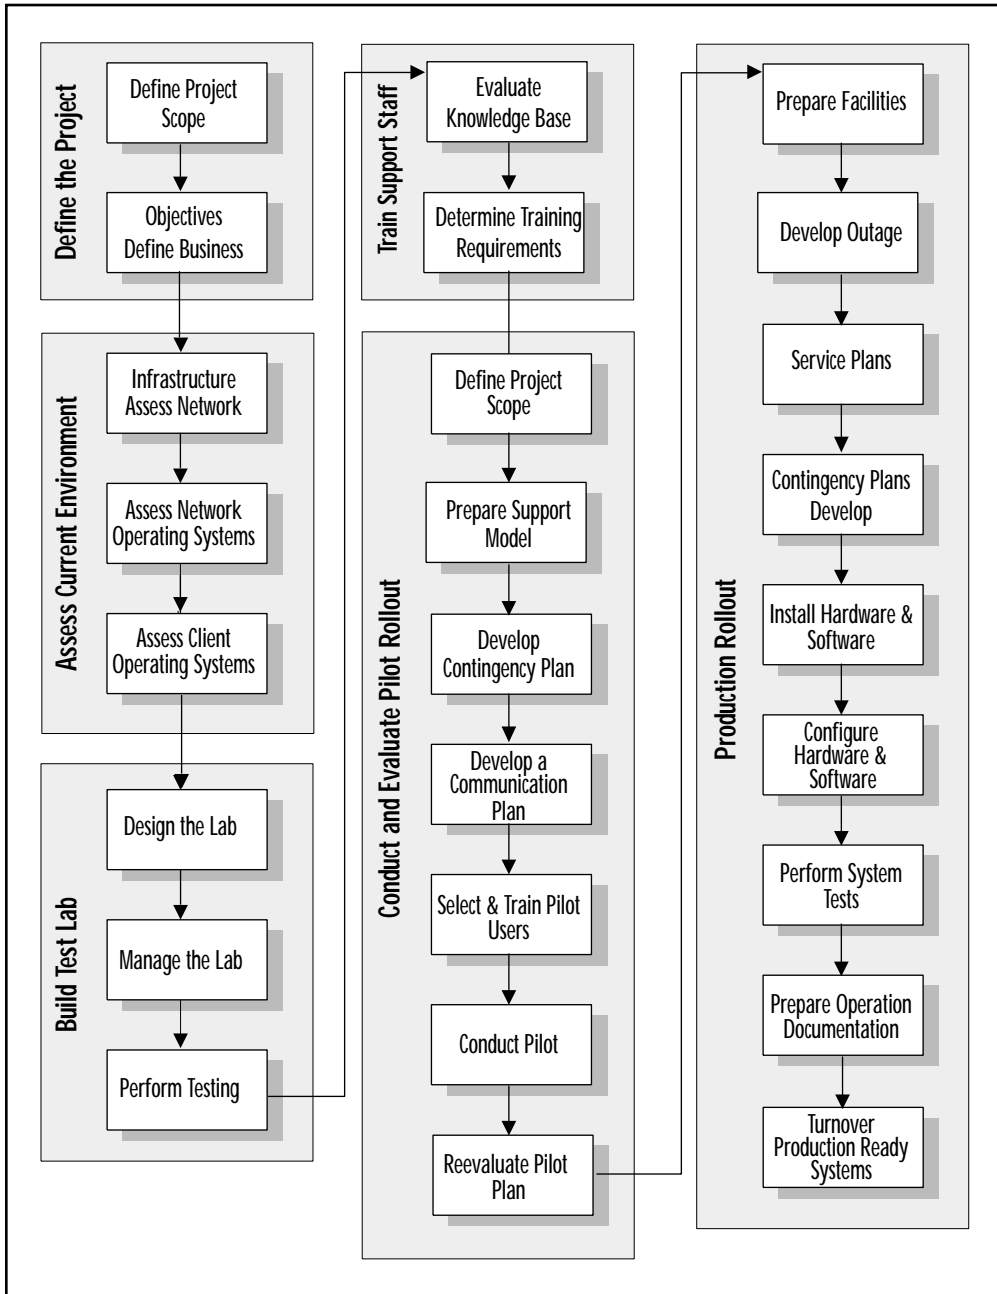 Define the Project
Define Project
Scope
Objectives
Define Business
Assess Current Environment
Infrastructure
Assess Network
Assess Network
Operating Systems
Assess Client
Operating Systems
Build Test Lab
Design the Lab
Manage the Lab
Perform Testing
Train Support Staff
Evaluate
Knowledge Base
Determine Training
Requirements
Conduct and Evaluate Pilot Rollout
Define Project
Scope
Prepare Support
Model
Develop
Contingency Plan
Develop a
Communication
Plan
Select & Train Pilot
Users
Conduct Pilot
Reevaluate Pilot
Plan
Production Rollout
Prepare Facilities
Develop Outage
Service Plans
Contingency Plans
Develop
Install Hardware &
Software
Configure
Hardware &
Software
Perform System
Tests
Prepare Operation
Documentation
Turnover
Production Ready
Systems